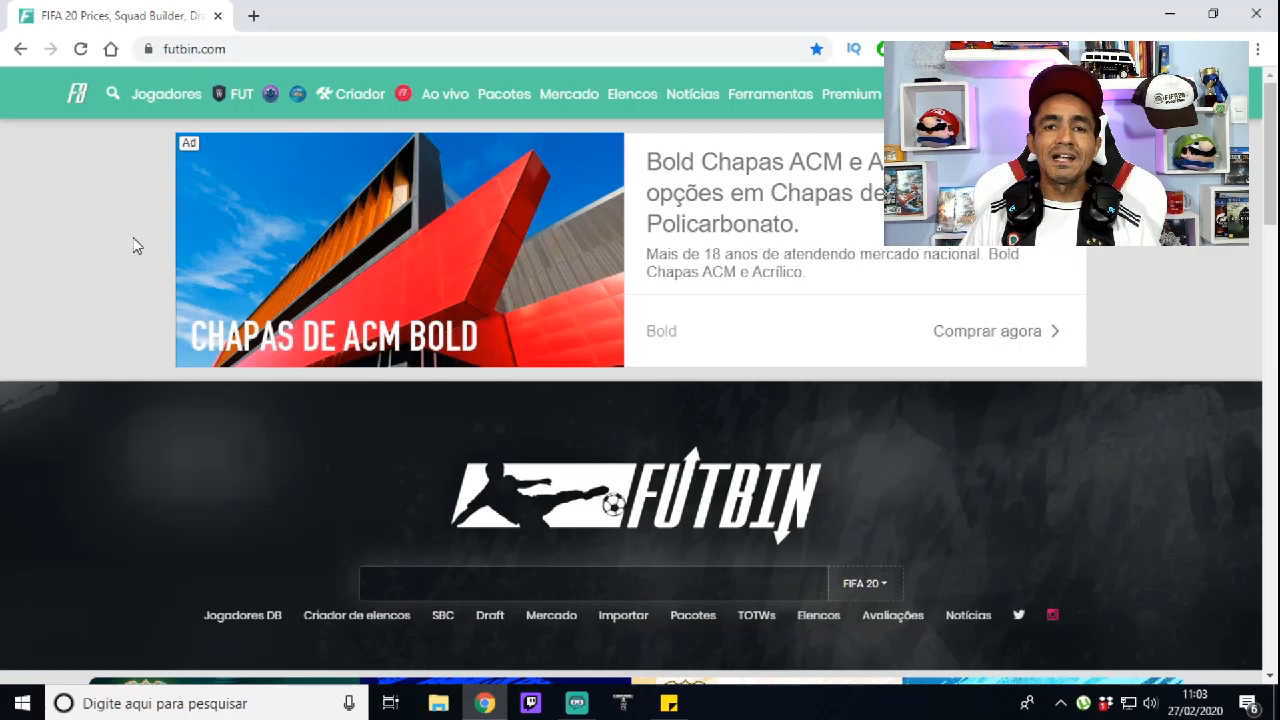 FIFA 20 Prices, Squad Builder, Dra
futbin.com
IQ
Jogadores FUT Criador Ao vivo Pacotes Mercado Elencos Notícias Ferramentas Premium
Ad
CHAPAS DE ACM BOLD
Bold Chapas ACM e A
opções em Chapas de
Policarbonato.
Mais de 18 anos de atendendo mercado nacional. Bold
Chapas ACM e Acrílico.
Bold
Comprar agora
FUTBIN
FIFA 20
Jogadores DB Criador de elencos SBC Draft Mercado Importar Pacotes TOTWs Elencos Avaliações Notícias
Digite aqui para pesquisar
11:03
27/02/2020
6